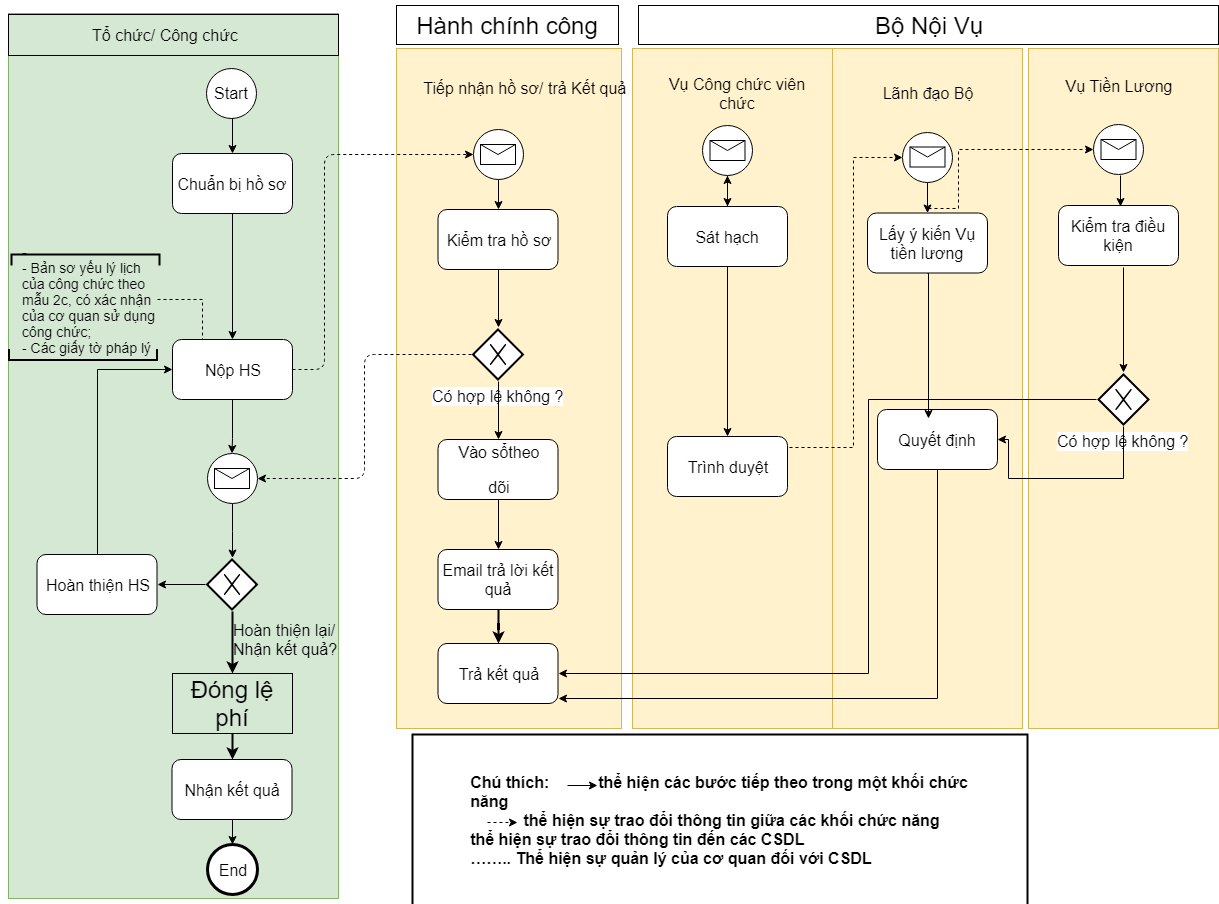 Tổ chức/ Công chức
Start
Chuẩn bị hồ sơ
- Bản sơ yếu lý lịch
của công chức theo
mẫu 2c, có xác nhận
của cơ quan sử dụng
công chức;
- Các giấy tờ pháp lý
Nộp HS
Hoàn thiện HS
X
Hoàn thiện lại/
Nhận kết quả?
Đóng lệ
phí
Nhận kết quả
End
Hành chính công
Tiếp nhận hồ sơ/ trả Kết quả
Kiểm tra hồ sơ
X
Có hợp lệ không ?
Vào sổtheo
dõi
Email trả lời kết
quả
Trả kết quả
Bộ Nội Vụ
Vụ Công chức viên
chức
Sát hạch
Trình duyệt
Lãnh đạo Bộ
Lấy ý kiến Vụ
tiền lương
Quyết định
Vụ Tiền Lương
Kiểm tra điều
kiện
X
Có hợp lệ không ?
Chú thích: thể hiện các bước tiếp theo trong một khối chức
năng
thể hiện sự trao đổi thông tin giữa các khối chức năng
thể hiện sự trao đổi thông tin đến các CSDL
…….. Thể hiện sự quản lý của cơ quan đối với CSDL